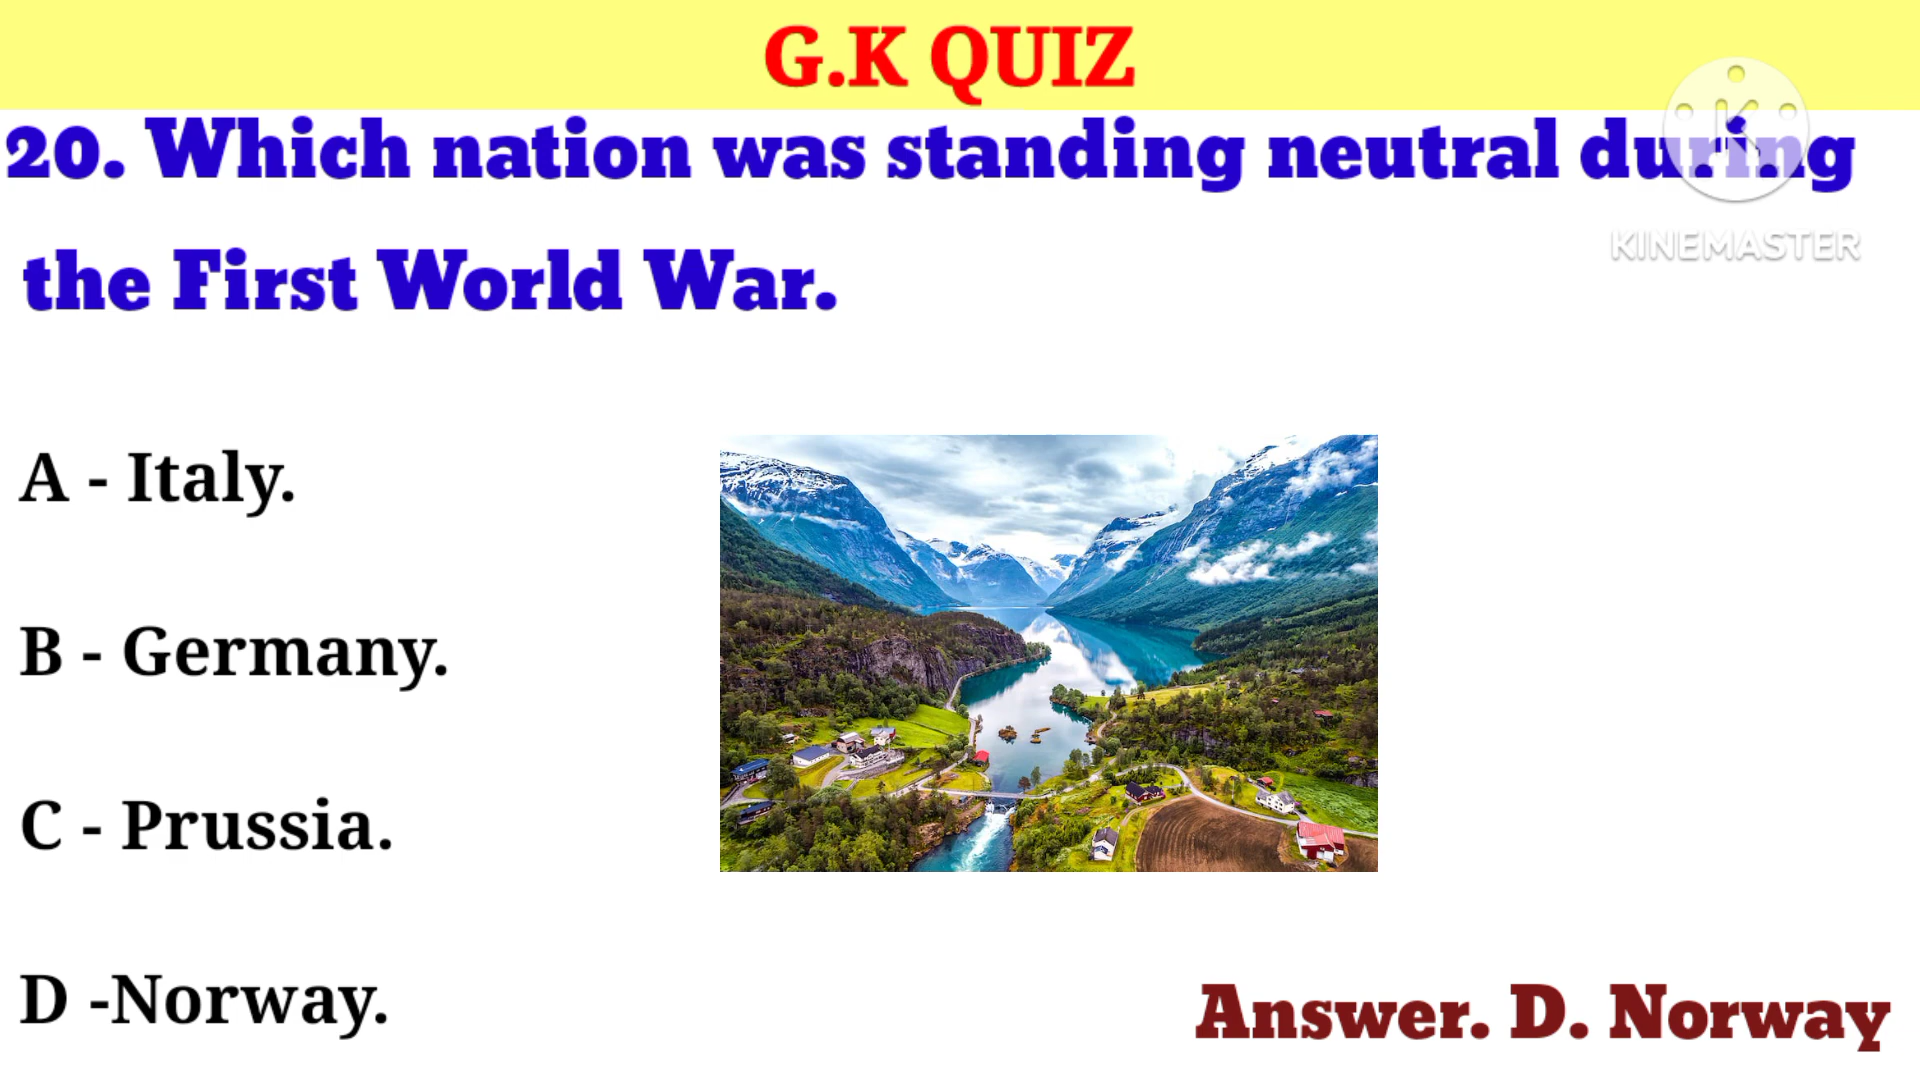 G.K QUIZ
20. Which nation was standing neutral during
the First World War.
KINEMASTER
A - Italy.
B - Germany.
C - Prussia.
D -Norway.
Answer. D. Norway